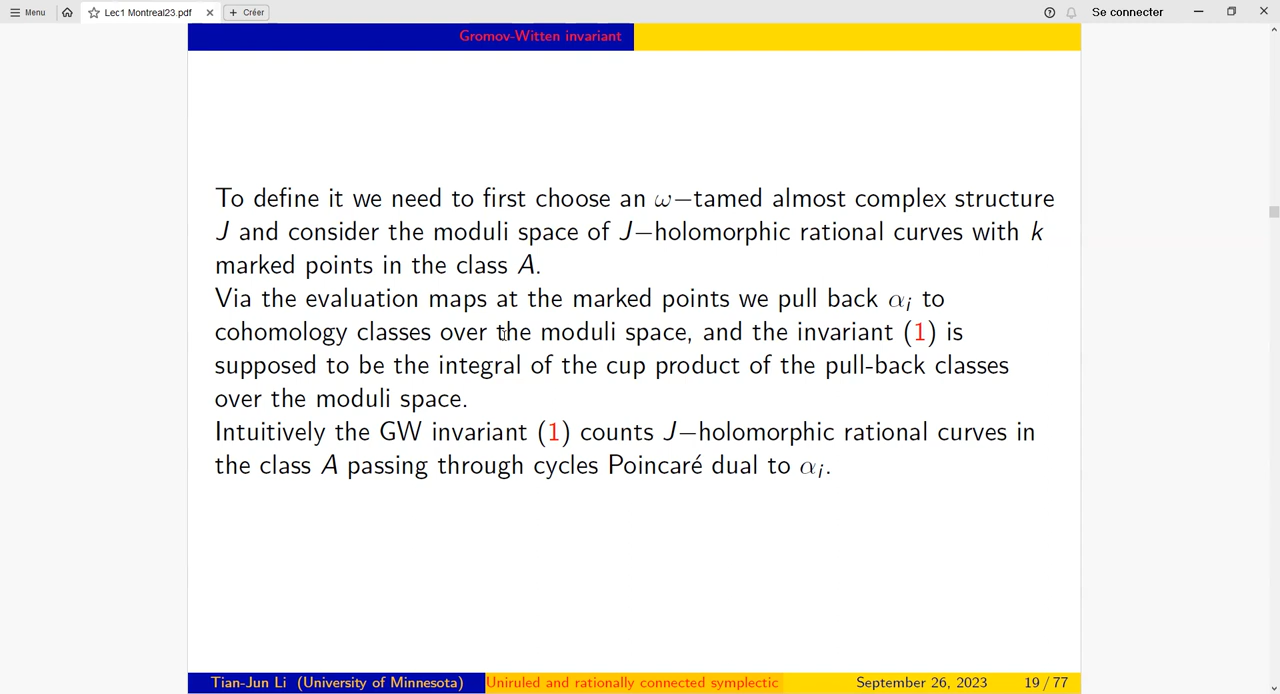 Menu
Lec1 Montreal23.pdf
Créer
Se connecter
Gromov-Witten invariant
To define it we need to first choose an ω−tamed almost complex structure
J and consider the moduli space of J−holomorphic rational curves with k
marked points in the class A.
Via the evaluation maps at the marked points we pull back αi to
cohomology classes over the moduli space, and the invariant (1) is
supposed to be the integral of the cup product of the pull-back classes
over the moduli space.
Intuitively the GW invariant (1) counts J−holomorphic rational curves in
the class A passing through cycles Poincaré dual to αi.
Tian-Jun Li (University of Minnesota) Uniruled and rationally connected symplectic September 26, 2023 19 / 77